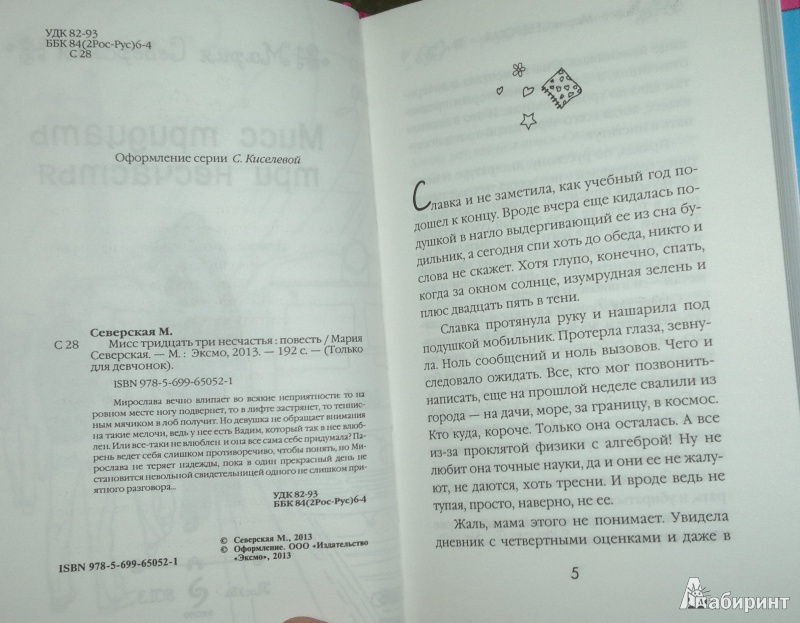 УДК 82-93
ББК 84(2Рос-Рус)6-4
С 28
Оформление серии С. Киселевой
Северская М.
С 28 Мисс тридцать три несчастья : повесть / Мария
Северская. — М. : Эксмо, 2013. — 192 с. — (Только
для девчонок).
ISBN 978-5-699-65052-1
Мирослава вечно влипает во всякие неприятности: то на
ровном месте ногу подвернет, то в лифте застрянет, то теннис-
ным мячиком в лоб получит. Но девушка не обращает внимания
на такие мелочи, ведь у нее есть Вадим, который так в нее влюб-
лен. Или все-таки не влюблен и она все сама себе придумала? Па-
рень ведет себя слишком противоречиво, чтобы понять, но Ми-
рослава не теряет надежды, пока в один прекрасный день не
становится невольной свидетельницей одного не слишком при-
ятного разговора...
УДК 82-93
ББК 84(2Рос-Рус)6-4
© Северская М., 2013
© Оформление. ООО «Издательство
«Эксмо», 2013
ISBN 978-5-699-65052-1
Славка и не заметила, как учебный год по-
дошел к концу. Вроде вчера еще кидалась по-
душкой в нагло выдергивающий ее из сна бу-
дильник, а сегодня спи хоть до обеда, никто и
слова не скажет. Хотя глупо, конечно, спать,
когда за окном солнце, изумрудная зелень и
плюс двадцать пять в тени.
Славка протянула руку и нашарила под
подушкой мобильник. Протерла глаза, зевну-
ла. Ноль сообщений и ноль вызовов. Чего и
следовало ожидать. Все, кто мог позвонить-
написать, еще на прошлой неделе свалили из
города — на дачи, море, за границу, в космос.
Кто куда, короче. Только она осталась. А все
из-за проклятой физики с алгеброй! Ну не
любит она точные науки, да и они ее не жалу-
ют, не даются, хоть тресни. И вроде ведь не
тупая, просто, наверно, не ее.
Жаль, мама этого не понимает. Увидела
дневник с четвертными оценками и даже в
5
Лабиринт